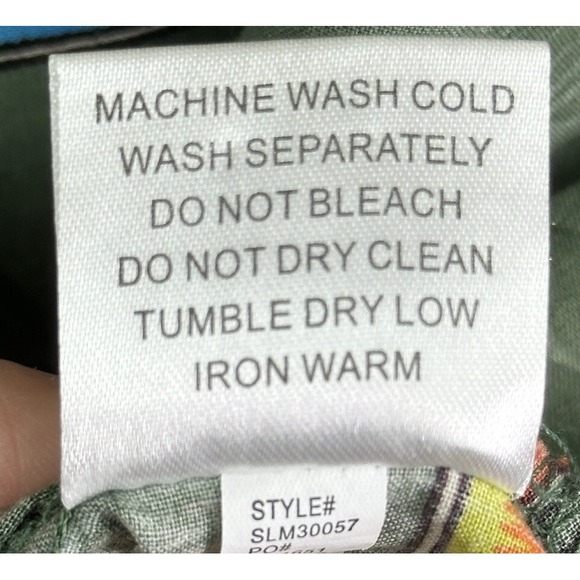 MACHINE WASH COLD
WASH SEPARATELY
DO NOT BLEACH
DO NOT DRY CLEAN
TUMBLE DRY LOW
IRON WARM
STYLE#
SLM30057
PO#